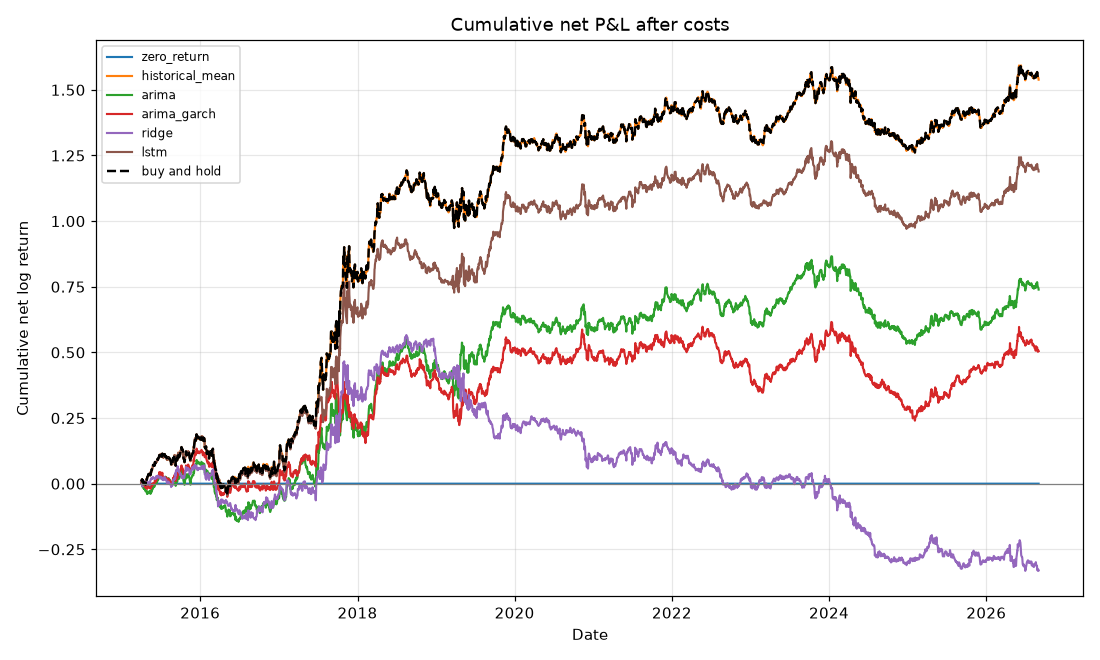 Cumulative net P&L after costs
zero_return
historical_mean
arima
arima_garch
ridge
lstm
buy and hold
1.50
1.25
1.00
0.75
0.50
0.25
0.00
−0.25
Cumulative net log return
2016 2018 2020 2022 2024 2026
Date